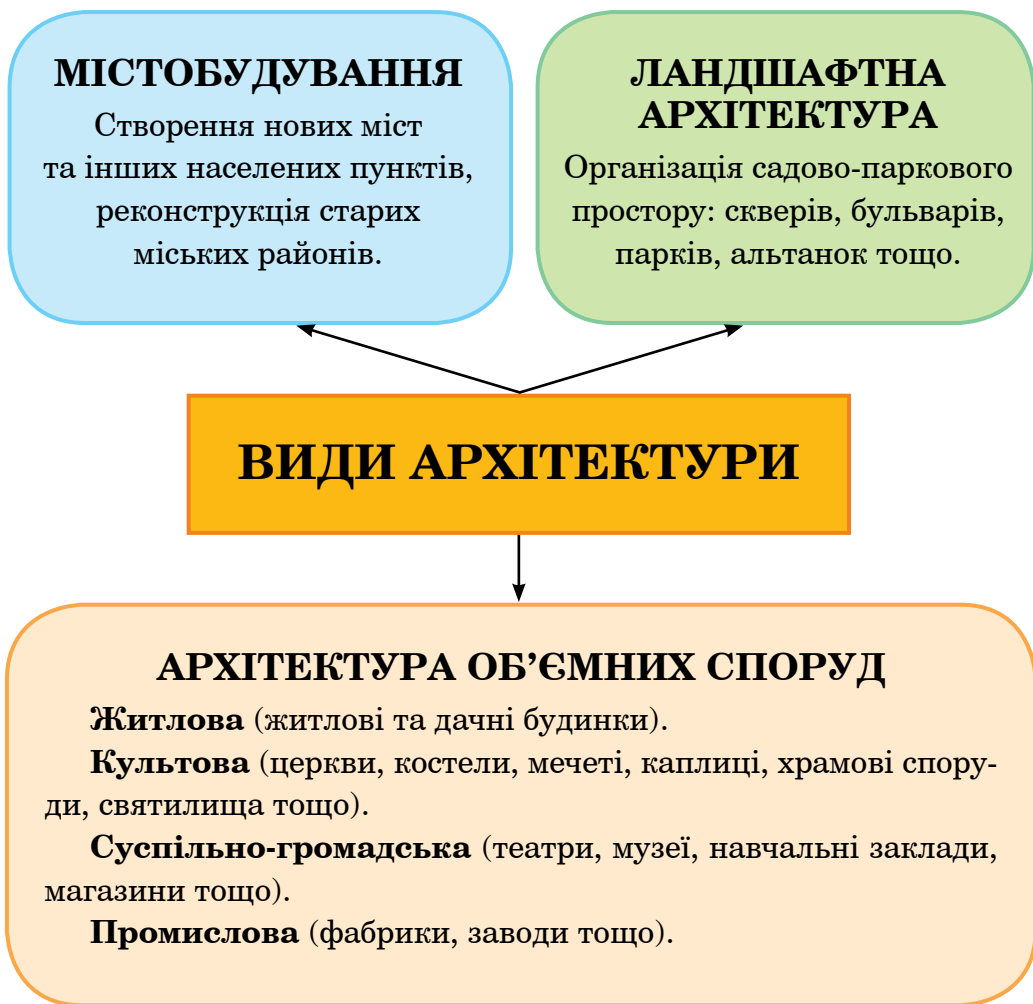 МІСТОБУДУВАННЯ
Створення нових міст
та інших населених пунктів,
реконструкція старих
міських районів.
ЛАНДШАФТНА
АРХІТЕКТУРА
Організація садово-паркового
простору: скверів, бульварів,
парків, альтанок тощо.
ВИДИ АРХІТЕКТУРИ
АРХІТЕКТУРА ОБ’ЄМНИХ СПОРУД
Житлова (житлові та дачні будинки).
Культова (церкви, костели, мечеті, каплиці, храмові спору-
ди, святилища тощо).
Суспільно-громадська (театри, музеї, навчальні заклади,
магазини тощо).
Промислова (фабрики, заводи тощо).